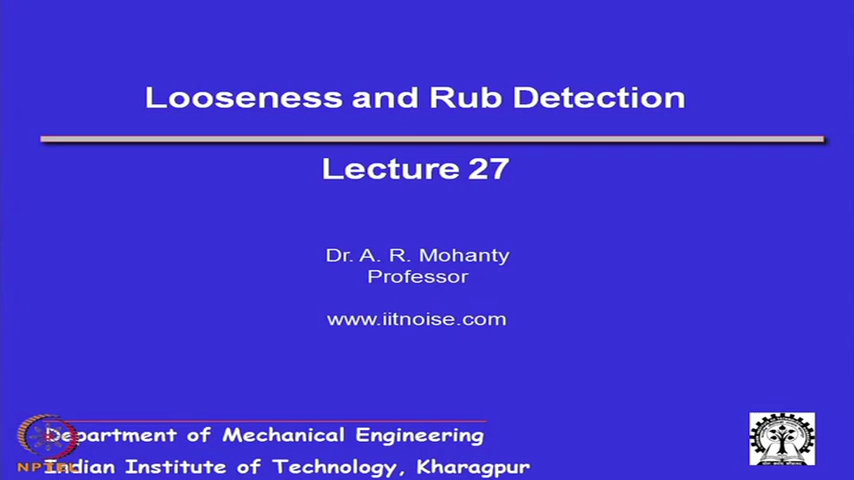 Looseness and Rub Detection
Lecture 27
Dr. A. R. Mohanty
Professor
www.iitnoise.com
Department of Mechanical Engineering
Indian Institute of Technology, Kharagpur
NPTEL